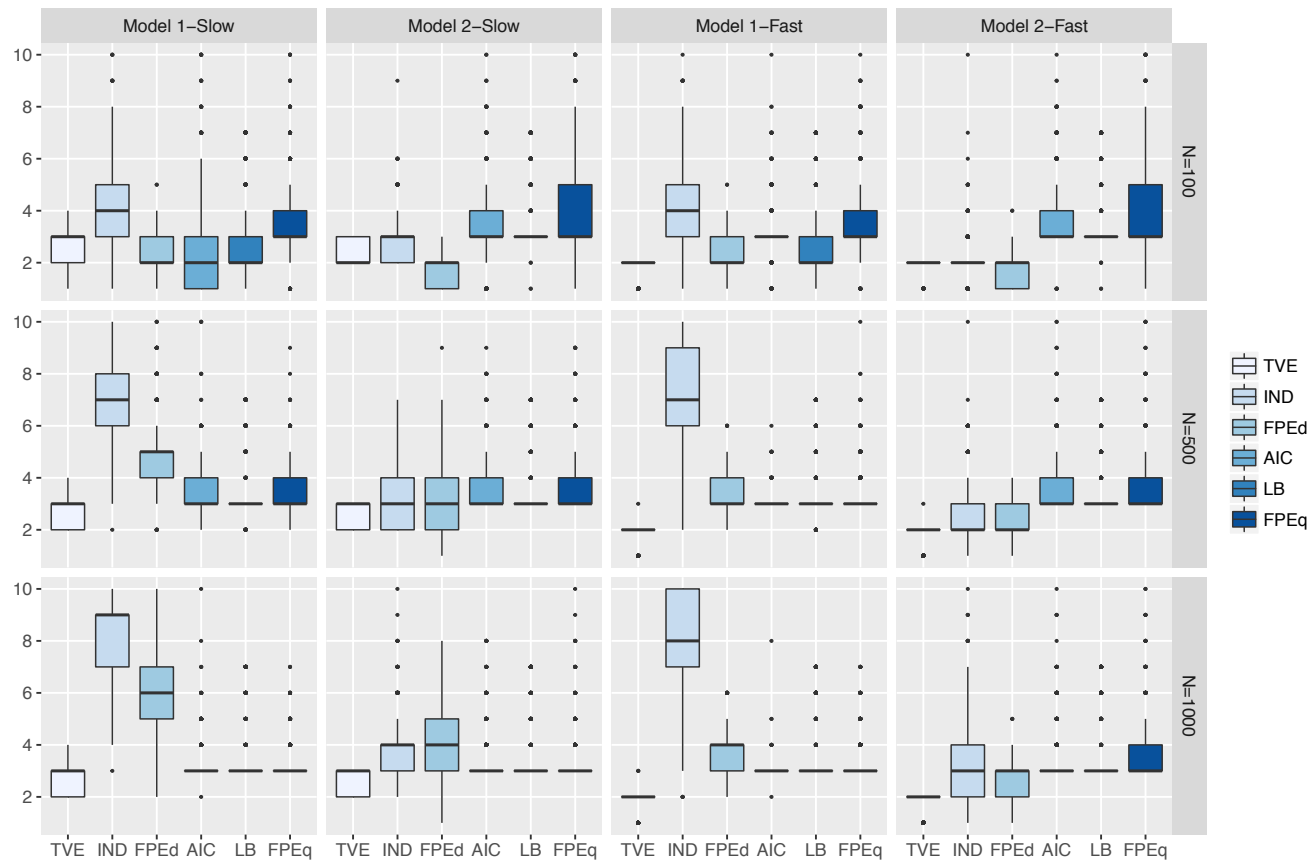 Model 1−Slow Model 2−Slow Model 1−Fast Model 2−Fast
10
8
6
4
2
N=100
10
8
6
4
2
N=500
10
8
6
4
2
N=1000
TVE IND FPEd AIC LB FPEq TVE IND FPEd AIC LB FPEq TVE IND FPEd AIC LB FPEq TVE IND FPEd AIC LB FPEq
TVE
IND
FPEd
AIC
LB
FPEq